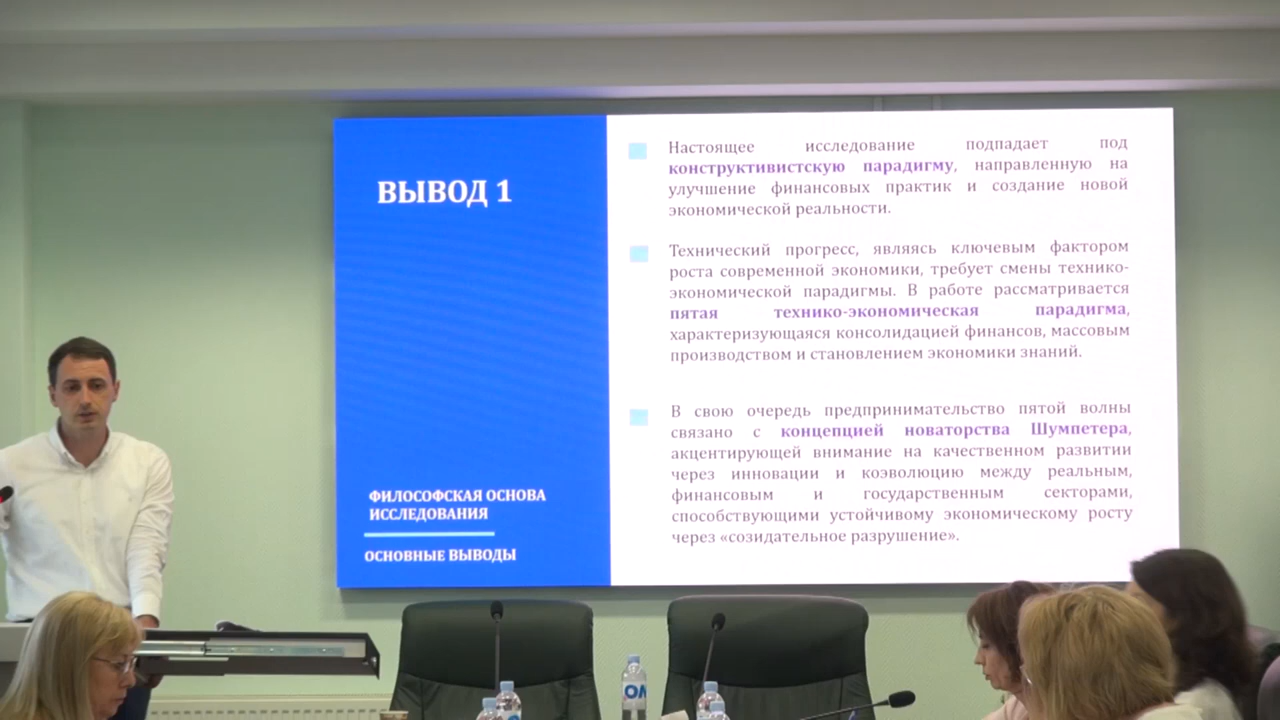 ВЫВОД 1
ФИЛОСОФСКАЯ ОСНОВА
ИССЛЕДОВАНИЯ
ОСНОВНЫЕ ВЫВОДЫ
Настоящее исследование подпадает под
конструктивистскую парадигму, направленную на
улучшение финансовых практик и создание новой
экономической реальности.
Технический прогресс, являясь ключевым фактором
роста современной экономики, требует смены технико-
экономической парадигмы. В работе рассматривается
пятая технико-экономическая парадигма,
характеризующаяся консолидацией финансов, массовым
производством и становлением экономики знаний.
В свою очередь предпринимательство пятой волны
связано с концепцией новаторства Шумпетера,
акцентирующей внимание на качественном развитии
через инновации и коэволюцию между реальным,
финансовым и государственным секторами,
способствующими устойчивому экономическому росту
через «созидательное разрушение».